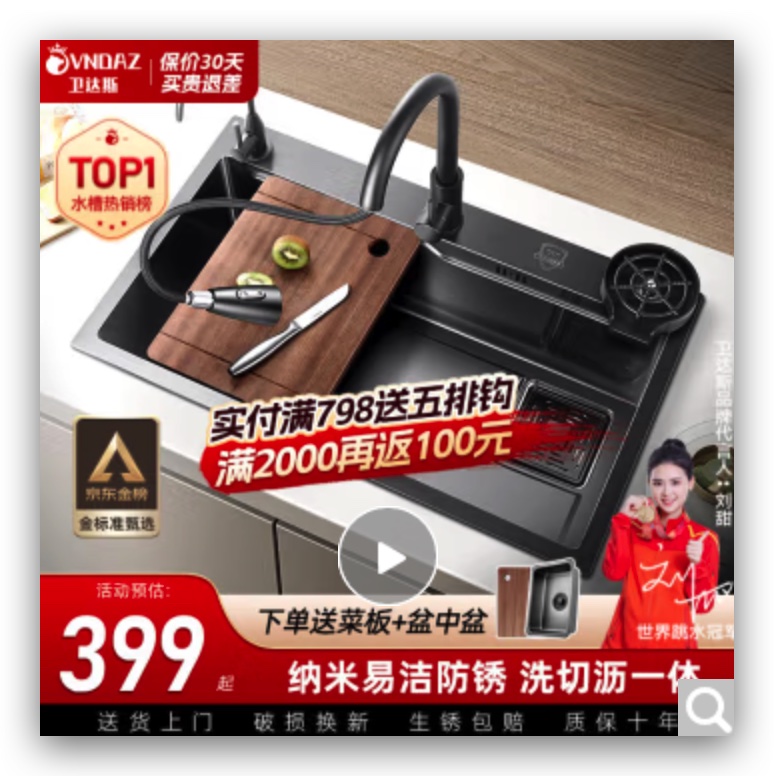 VNDAZ
卫达斯
保价30天
买贵退差
TOP1
水槽热销榜
实付满798送五排钩
满2000再返100元
京东金榜
金标准甄选
卫达斯品牌代言人：刘甜
活动预估:
399起
下单送菜板+盆中盆
世界跳水冠军
纳米易洁防锈 洗切沥一体
送货上门 破损换新 生锈包赔 质保十年